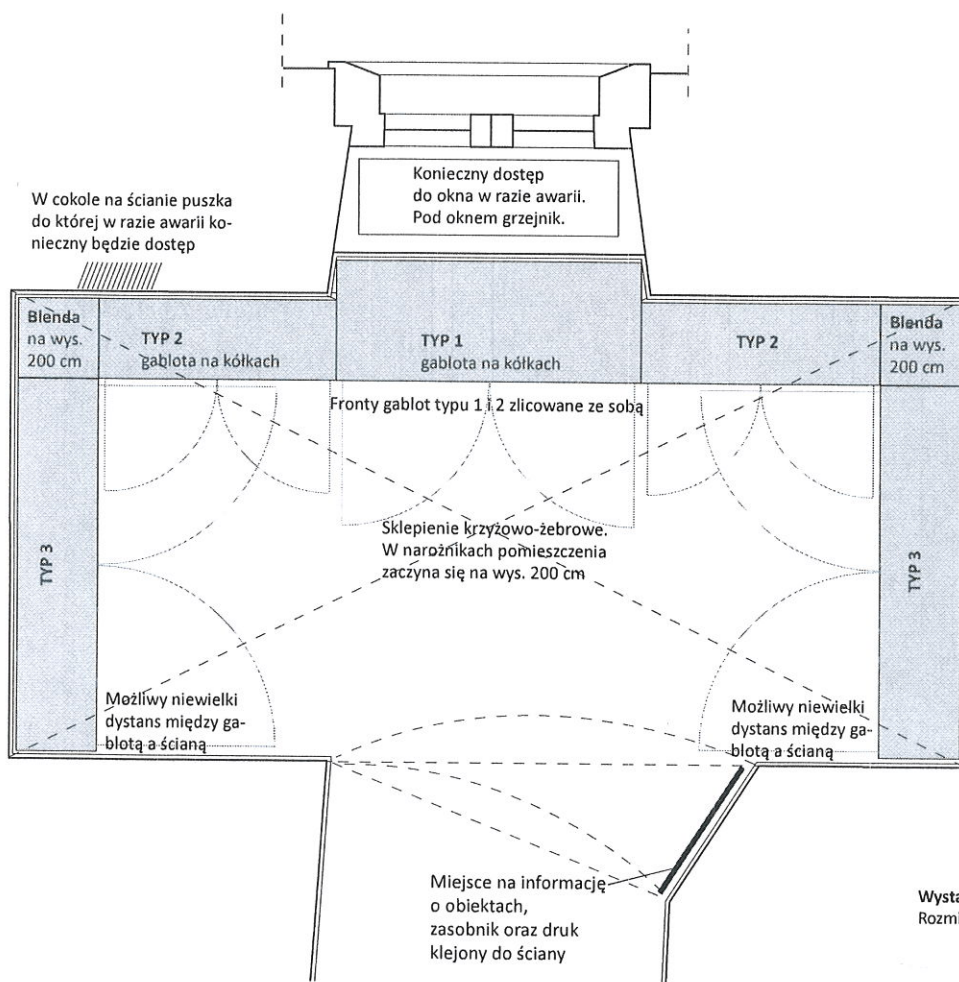 Konieczny dostęp
do okna w razie awarii.
Pod oknem grzejnik.
W cokole na ścianie puszka
do której w razie awarii ko-
nieczny będzie dostęp
Blenda
na wys.
200 cm
TYP 2
gablota na kółkach
TYP 1
gablota na kółkach
TYP 2
Blenda
na wys.
200 cm
Fronty gablot typu 1 i 2 zlicowane ze sobą
Sklepienie krzyżowo-żebrowe.
W narożnikach pomieszczenia
zaczyna się na wys. 200 cm
TYP 3
TYP 3
Możliwy niewielki
dystans między ga-
blotą a ścianą
Możliwy niewielki
dystans między ga-
blotą a ścianą
Miejsce na informację
o obiektach,
zasobnik oraz druk
klejony do ściany
Wysta
Rozmi